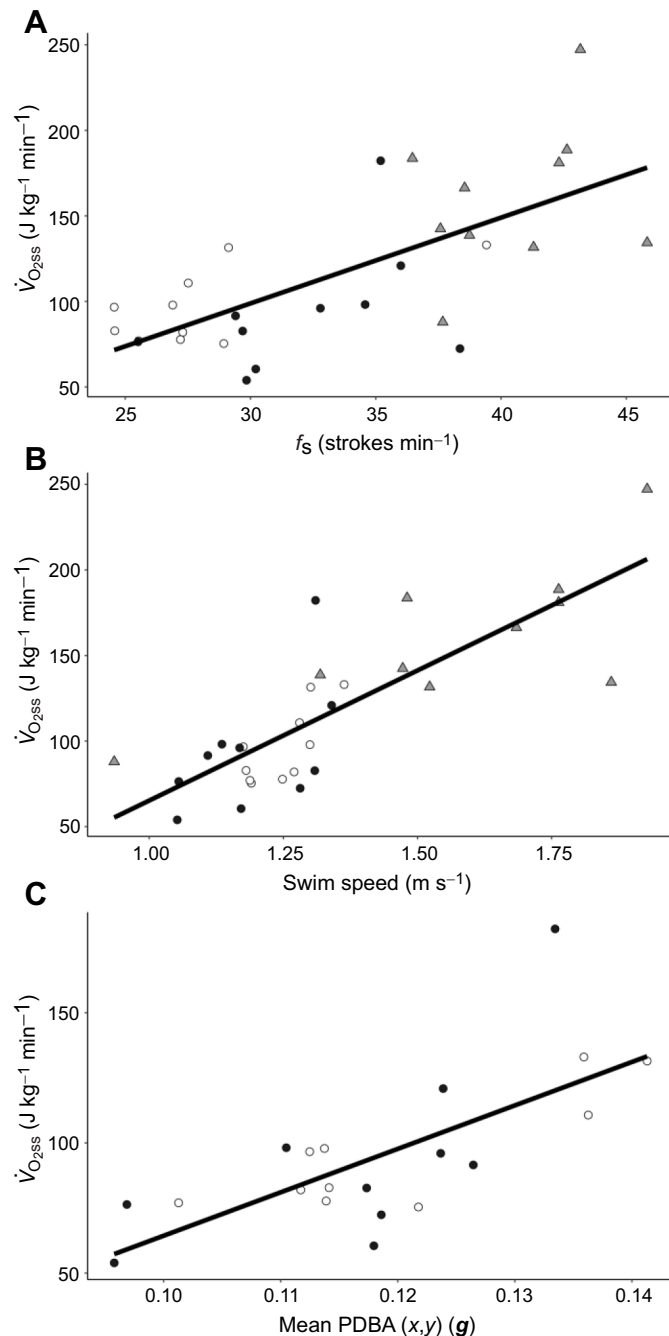 A
250
200
150
100
50
V̇O₂ss (J kg⁻¹ min⁻¹)
25 30 35 40 45
fS (strokes min⁻¹)
B
250
200
150
100
50
V̇O₂ss (J kg⁻¹ min⁻¹)
1.00 1.25 1.50 1.75
Swim speed (m s⁻¹)
C
150
100
50
V̇O₂ss (J kg⁻¹ min⁻¹)
0.10 0.11 0.12 0.13 0.14
Mean PDBA (x,y) (g)